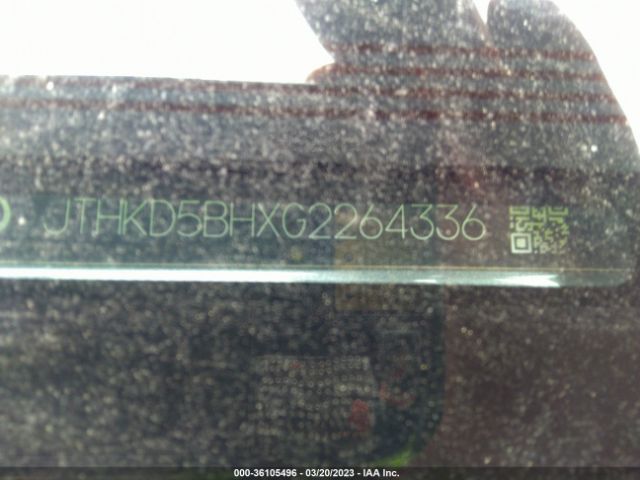 JTHKD5BHXG2264336
000-36105496 - 03/20/2023 - IAA Inc.